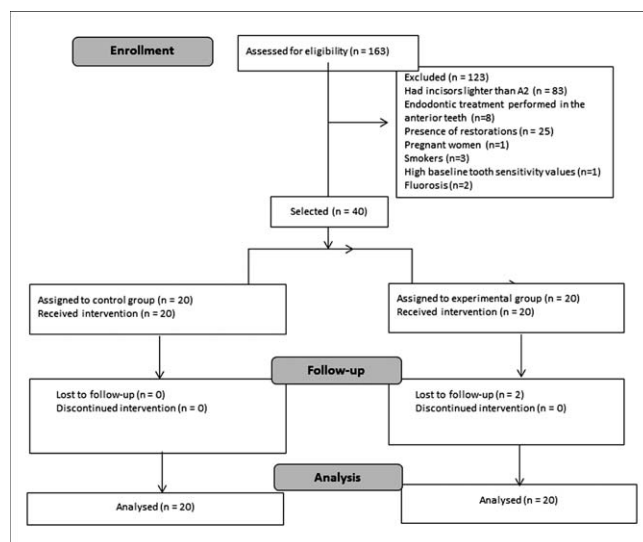 Enrollment
Assessed for eligibility (n = 163)
Excluded (n = 123)
Had incisors lighter than A2 (n = 83)
Endodontic treatment performed in the
anterior teeth (n=8)
Presence of restorations (n = 25)
Pregnant women (n=1)
Smokers (n=3)
High baseline tooth sensitivity values (n=1)
Fluorosis (n=2)
Selected (n = 40)
Assigned to control group (n = 20)
Received intervention (n = 20)
Assigned to experimental group (n = 20)
Received intervention (n = 20)
Follow-up
Lost to follow-up (n = 0)
Discontinued intervention (n = 0)
Lost to follow-up (n = 2)
Discontinued intervention (n = 0)
Analysis
Analysed (n = 20)
Analysed (n = 20)